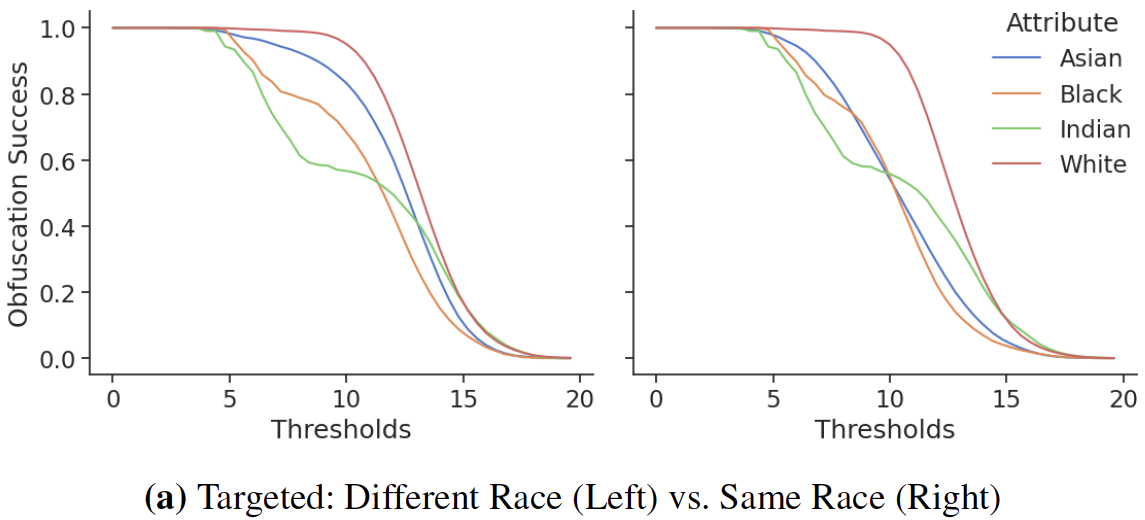 Attribute
Asian
Black
Indian
White
Obfuscation Success
1.0
0.8
0.6
0.4
0.2
0.0
0 5 10 15 20
0 5 10 15 20
Thresholds
Thresholds
(a) Targeted: Different Race (Left) vs. Same Race (Right)